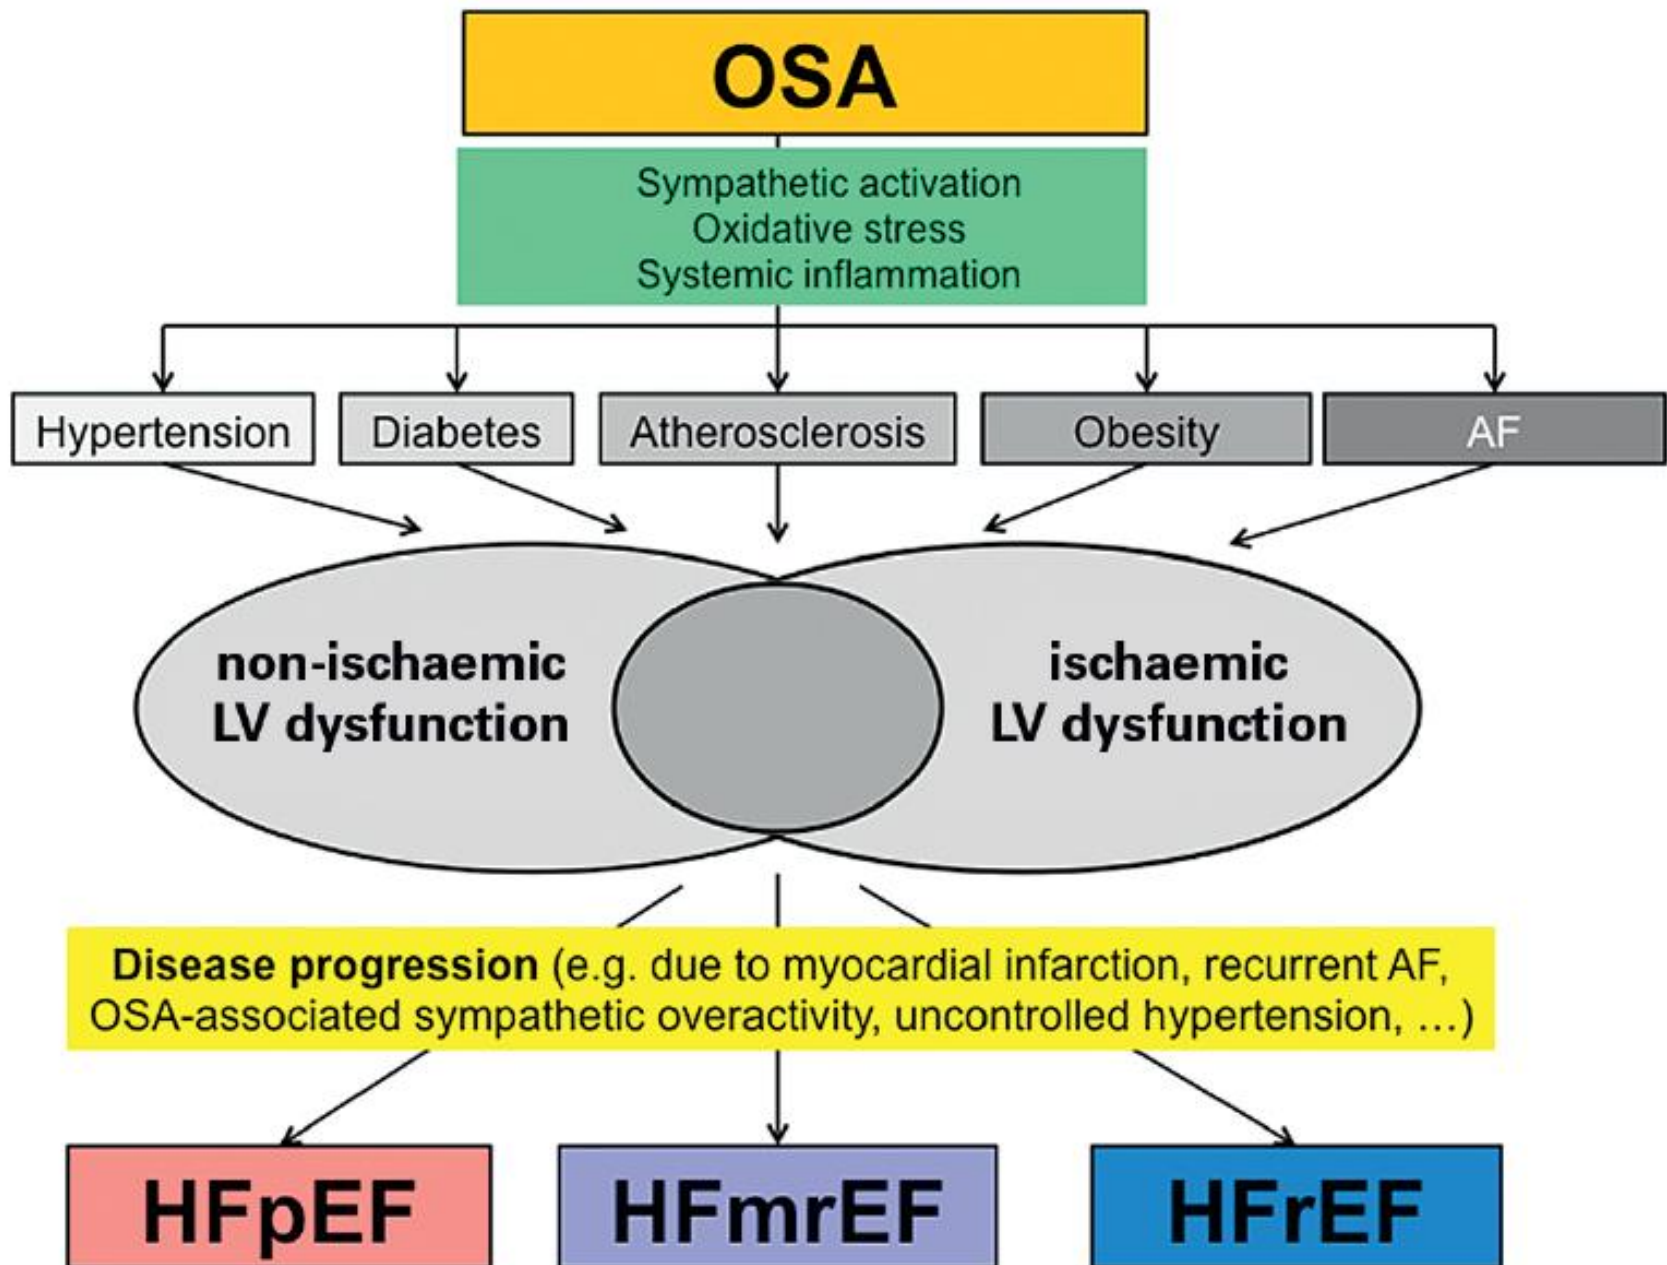 OSA
Sympathetic activation
Oxidative stress
Systemic inflammation
Hypertension
Diabetes
Atherosclerosis
Obesity
AF
non-ischaemic
LV dysfunction
ischaemic
LV dysfunction
Disease progression (e.g. due to myocardial infarction, recurrent AF,
OSA-associated sympathetic overactivity, uncontrolled hypertension, …)
HFpEF
HFmrEF
HFrEF